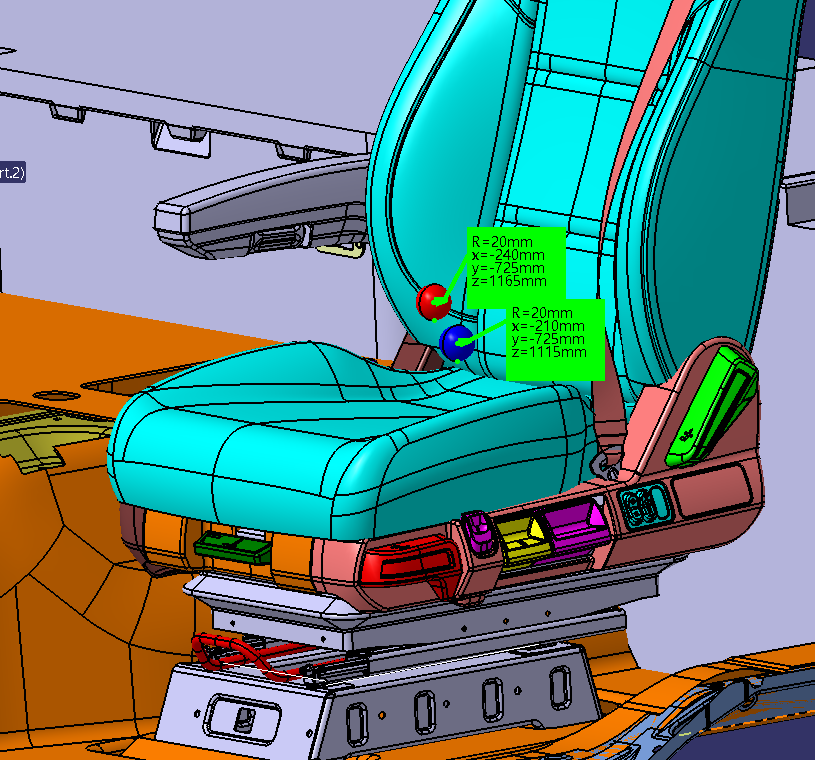 rt.2)
R=20mm
x=-240mm
y=-725mm
z=1165mm
R=20mm
x=-210mm
y=-725mm
z=1115mm